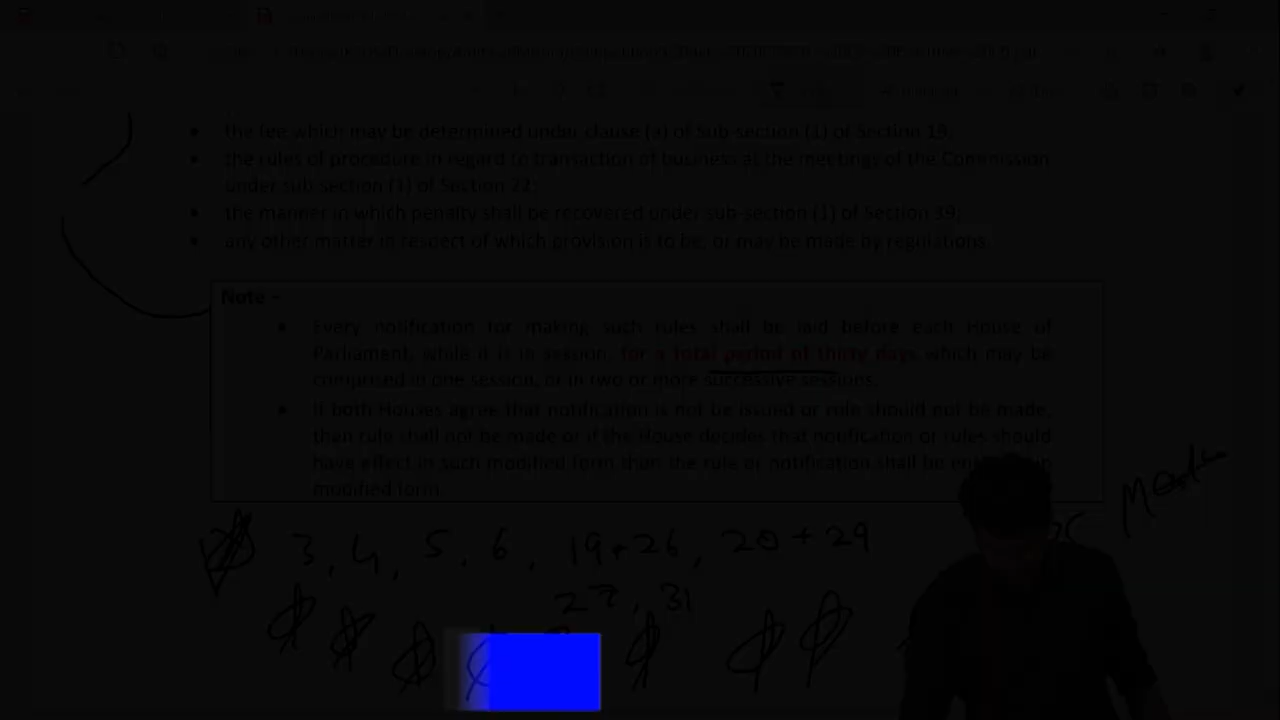 the fee which may be determined under clause (a) of Sub-section (1) of Section 19;
the rules of procedure in regard to transaction of business at the meetings of the Commission
under sub-section (1) of Section 22;
the manner in which penalty shall be recovered under sub-section (1) of Section 39;
any other matter in respect of which provision is to be, or may be made by regulations.
Note -
Every notification for making such rules shall be laid before each House of
Parliament, while it is in session, for a total period of thirty days which may be
comprised in one session, or in two or more successive sessions.
If both Houses agree that notification is not be issued or rule should not be made,
than rule shall not be made or if the House decides that notification or rules should
have effect in such modified form than the rule or notification shall be in
modified form.
3, 4, 5, 6, 19+26, 20+29
27, 31